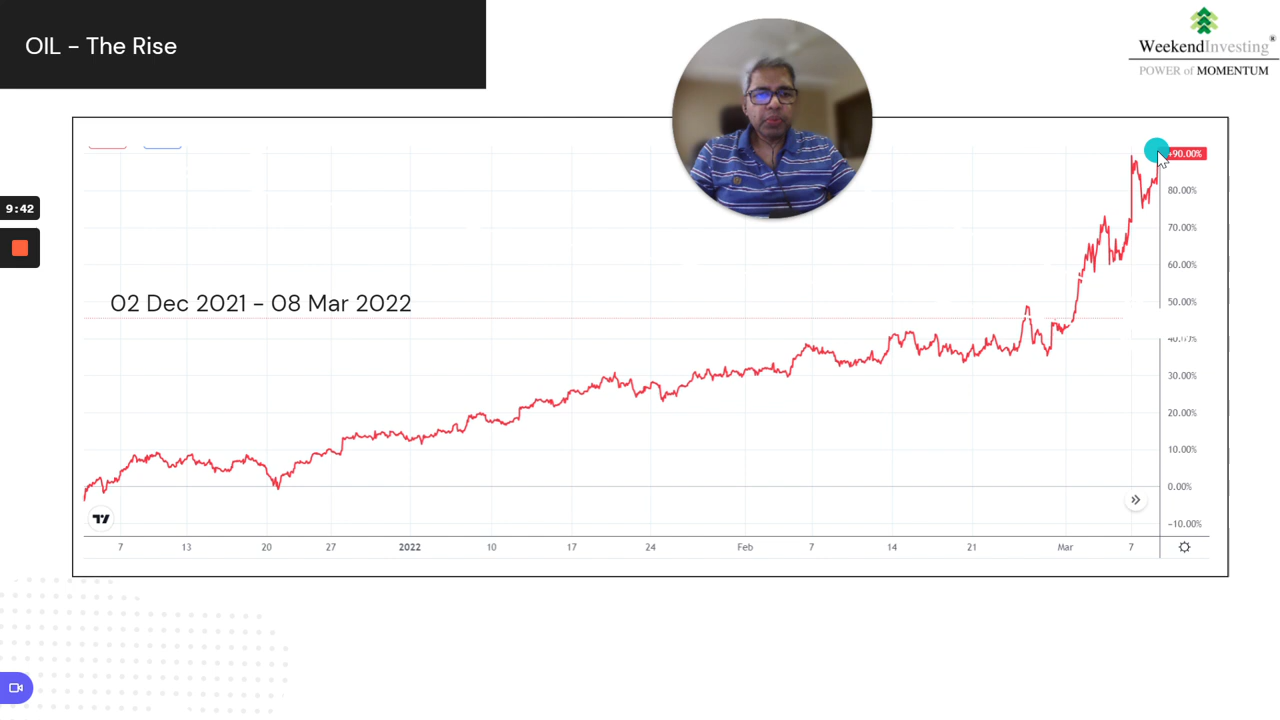 OIL - The Rise
WeekendInvesting®
POWER of MOMENTUM
+90.00%
80.00%
9:42
70.00%
60.00%
02 Dec 2021 - 08 Mar 2022
50.00%
30.00%
20.00%
10.00%
0.00%
-10.00%
7 13 20 27 2022 10 17 24 Feb 7 14 21 Mar 7